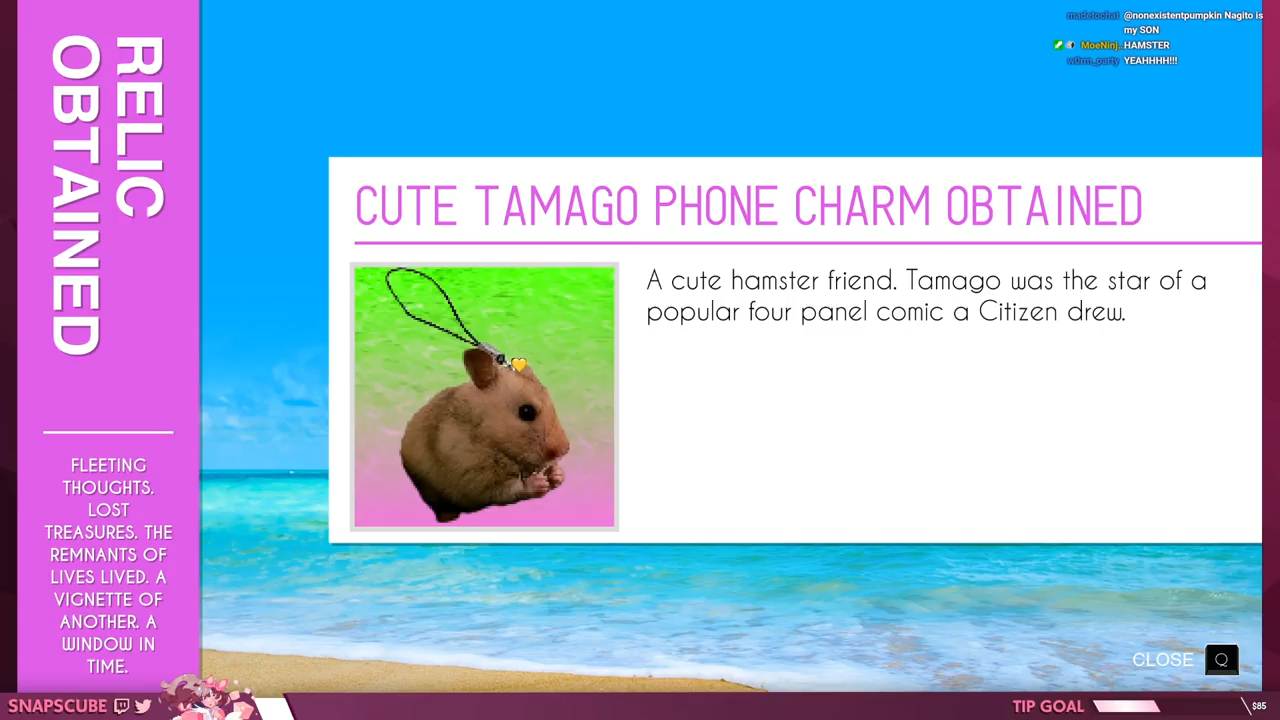 RELIC
OBTAINED
FLEETING
THOUGHTS.
LOST
TREASURES. THE
REMNANTS OF
LIVES LIVED. A
VIGNETTE OF
ANOTHER. A
WINDOW IN
TIME.
madetochat @nonexistentpumpkin Nagito is
my SON
MoeNinj.. HAMSTER
w0rm_party YEAHHHH!!!
CUTE TAMAGO PHONE CHARM OBTAINED
A cute hamster friend. Tamago was the star of a
popular four panel comic a Citizen drew.
CLOSE Q
SNAPSCUBE
TIP GOAL $85